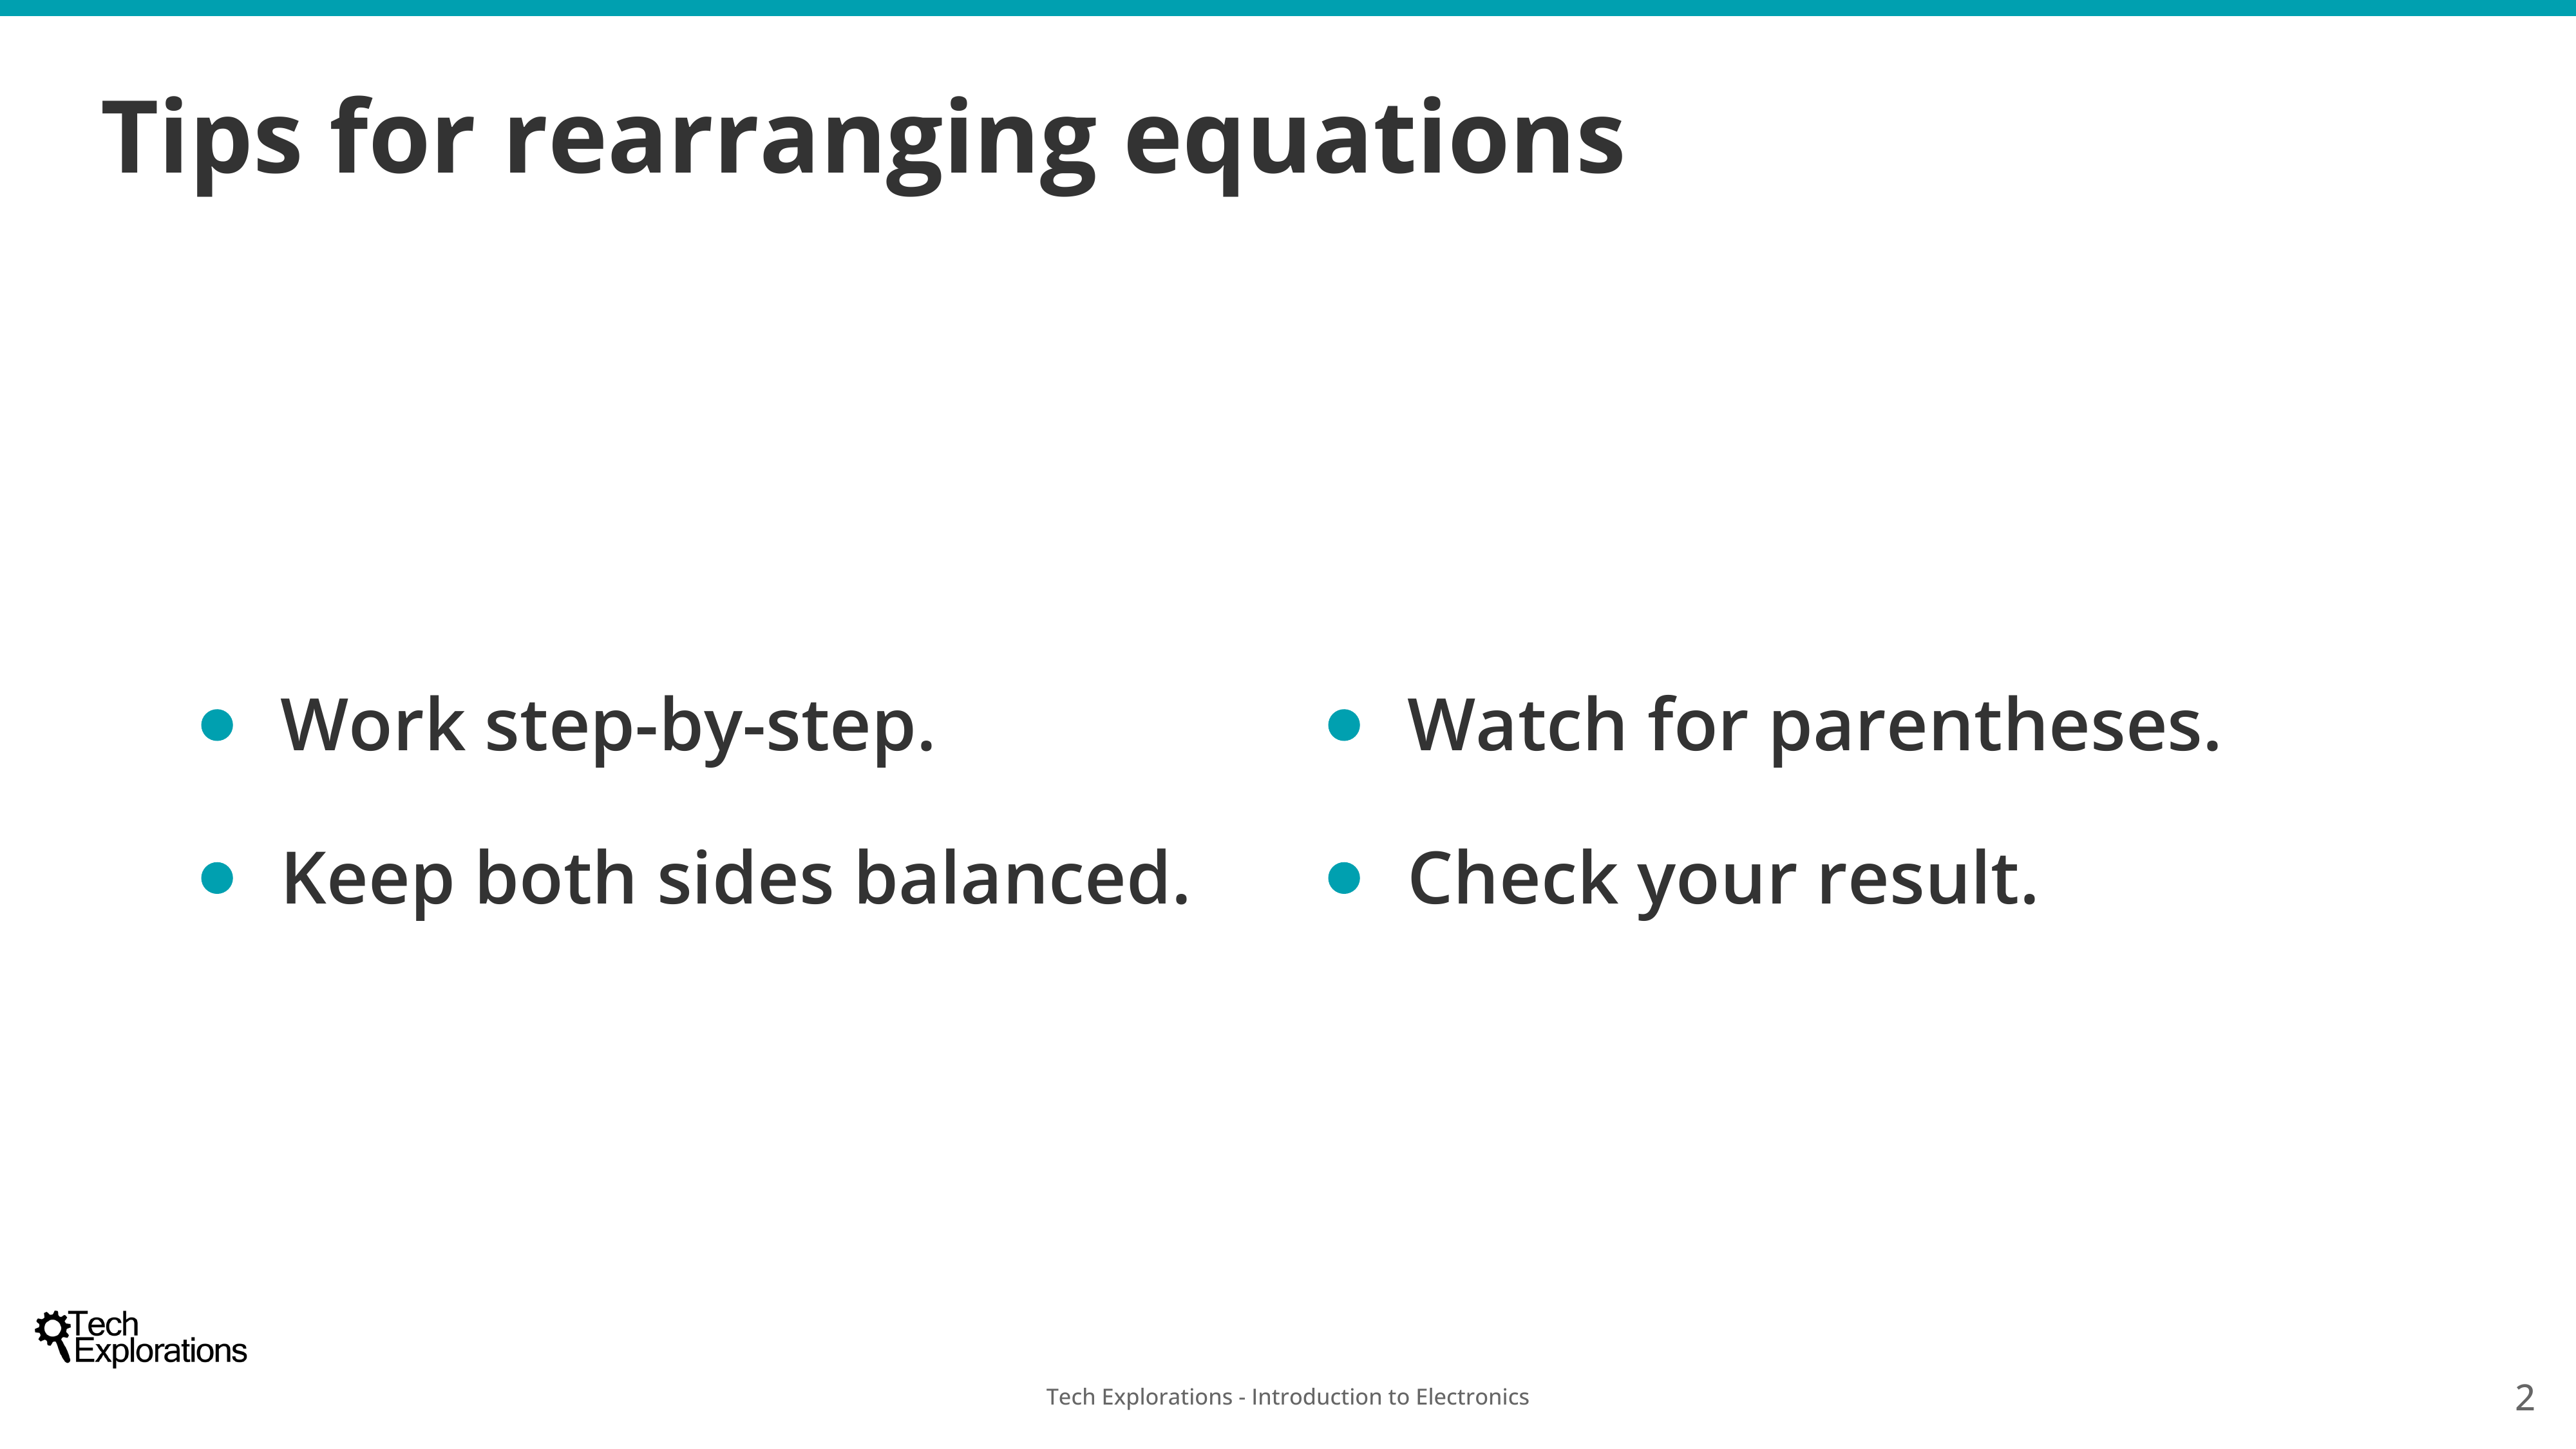 Tips for rearranging equations
Work step-by-step.
Keep both sides balanced.
Watch for parentheses.
Check your result.
Tech
Explorations
Tech Explorations - Introduction to Electronics
2